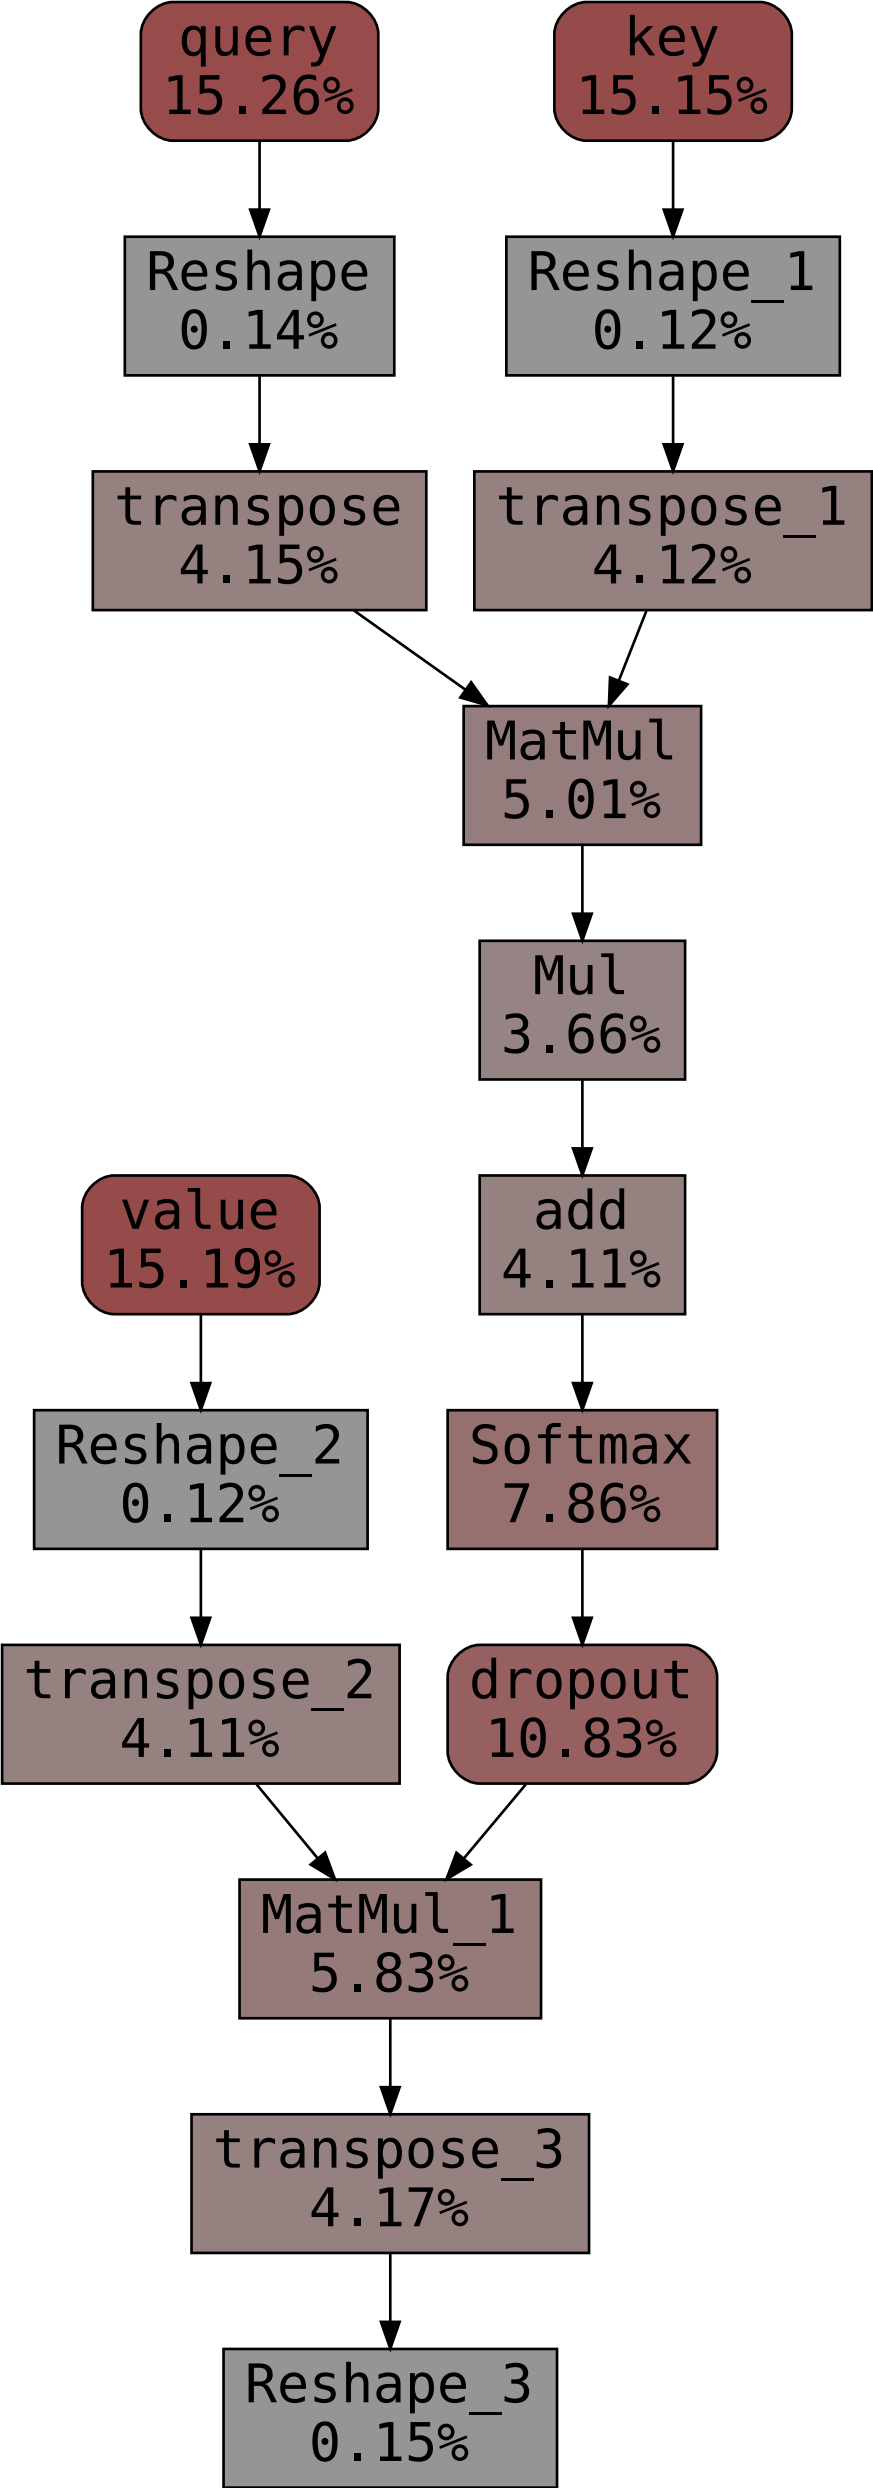 query
15.26%
key
15.15%
Reshape
0.14%
Reshape_1
0.12%
transpose
4.15%
transpose_1
4.12%
MatMul
5.01%
Mul
3.66%
add
4.11%
value
15.19%
Softmax
7.86%
Reshape_2
0.12%
dropout
10.83%
transpose_2
4.11%
MatMul_1
5.83%
transpose_3
4.17%
Reshape_3
0.15%